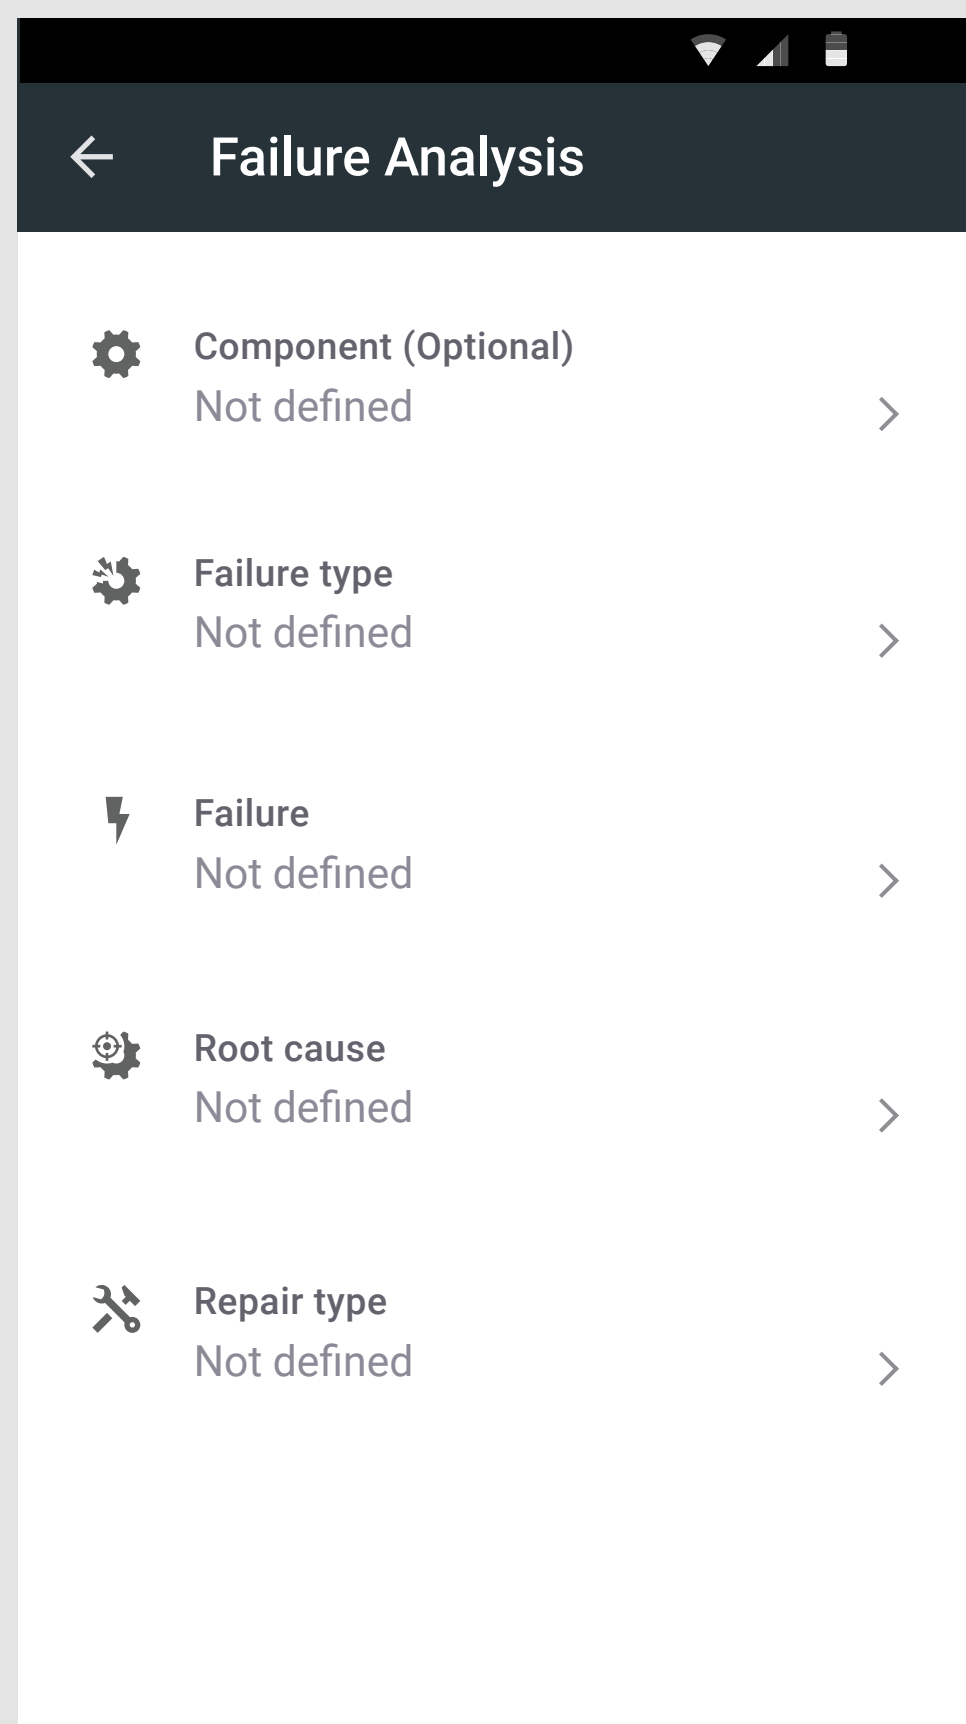 Failure Analysis
Component (Optional)
Not defined
Failure type
Not defined
Failure
Not defined
Root cause
Not defined
Repair type
Not defined